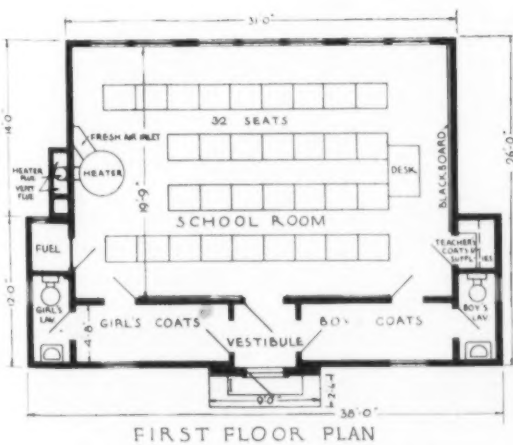 31'-0"
14'-0"
26'-0"
32 SEATS
FRESH AIR INLET
HEATER
FLUE
VENT
FLUE
HEATER
19'-9"
DESK
BLACKBOARD
SCHOOL ROOM
FUEL
TEACHER'S
COATS &
SUPPLIES
12'-0"
GIRL'S
LAV.
4'-8"
GIRL'S COATS
VESTIBULE
BOY COATS
BOY'S
LAV.
9'-0"
2'-4"
38'-0"
FIRST FLOOR PLAN